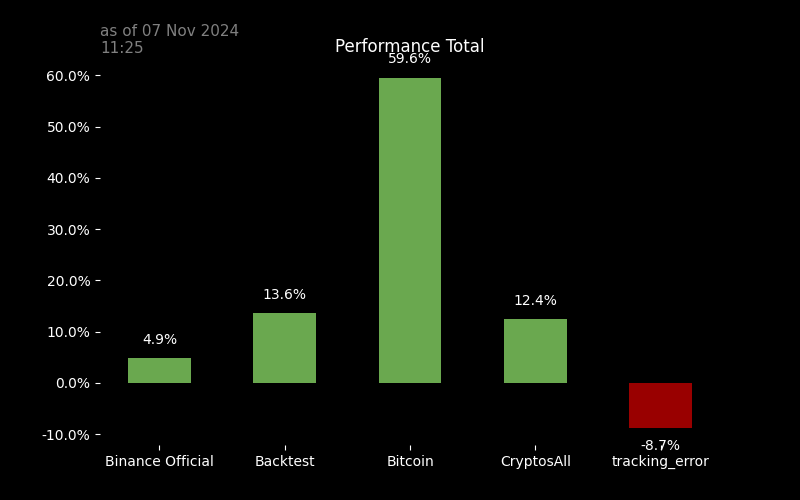 as of 07 Nov 2024
11:25
Performance Total
60.0%
50.0%
40.0%
30.0%
20.0%
10.0%
0.0%
-10.0%
4.9%
13.6%
59.6%
12.4%
-8.7%
Binance Official
Backtest
Bitcoin
CryptosAll
tracking_error